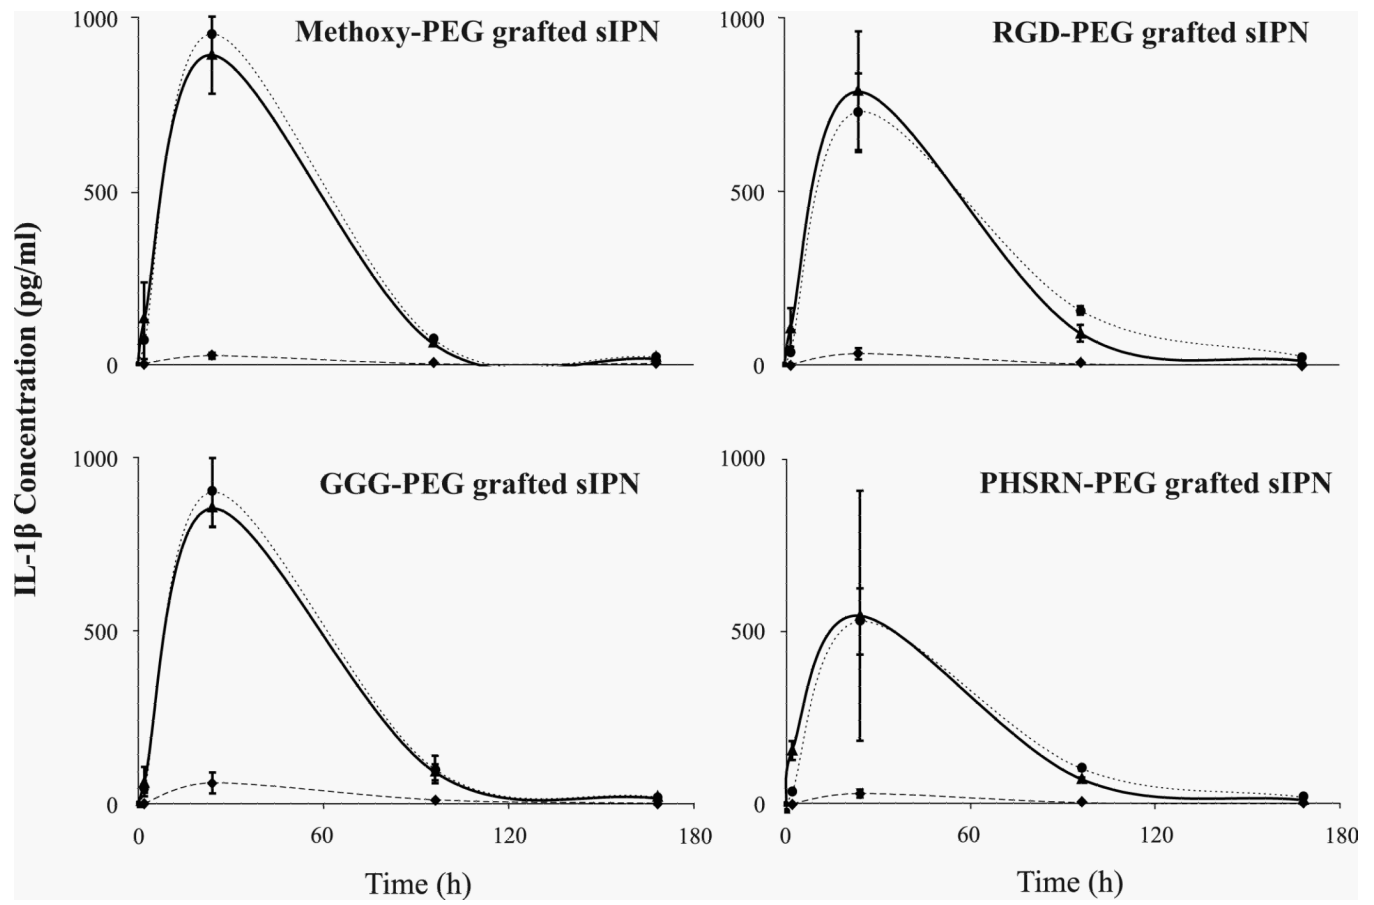 Methoxy-PEG grafted sIPN
1000
500
0
RGD-PEG grafted sIPN
1000
500
0
IL-1β Concentration (pg/ml)
GGG-PEG grafted sIPN
1000
500
0
0 60 120 180
Time (h)
PHSRN-PEG grafted sIPN
1000
500
0
0 60 120 180
Time (h)